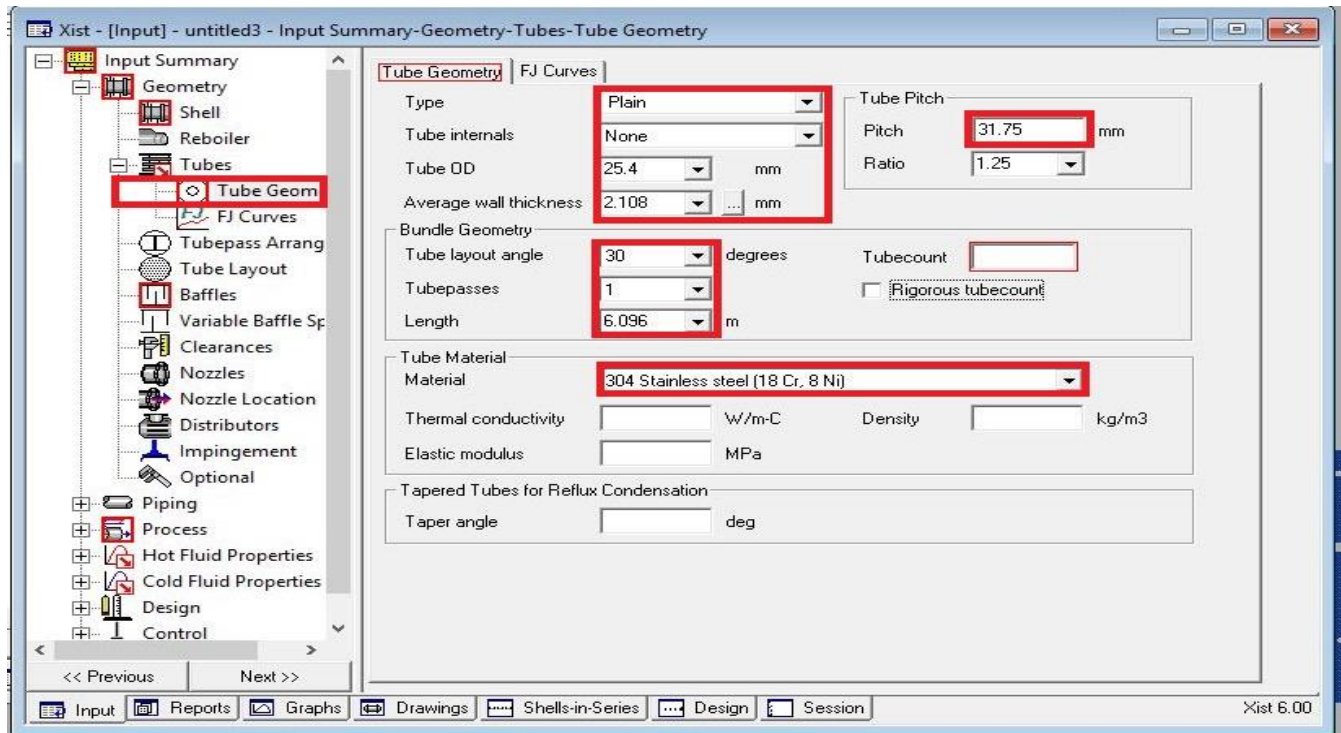 Xist - [Input] - untitled3 - Input Summary-Geometry-Tubes-Tube Geometry
Input Summary
Geometry
Shell
Reboiler
Tubes
Tube Geom
FJ Curves
Tubepass Arrang
Tube Layout
Baffles
Variable Baffle Sp
Clearances
Nozzles
Nozzle Location
Distributors
Impingement
Optional
Piping
Process
Hot Fluid Properties
Cold Fluid Properties
Design
Control
<< Previous Next >>
Tube Geometry FJ Curves
Type Plain
Tube internals None
Tube OD 25.4 mm
Average wall thickness 2.108 ... mm
Tube Pitch
Pitch 31.75 mm
Ratio 1.25
Bundle Geometry
Tube layout angle 30 degrees Tubecount
Tubepasses 1 Rigorous tubecount
Length 6.096 m
Tube Material
Material 304 Stainless steel (18 Cr, 8 Ni)
Thermal conductivity W/m-C Density kg/m3
Elastic modulus MPa
Tapered Tubes for Reflux Condensation
Taper angle deg
Input Reports Graphs Drawings Shells-in-Series Design Session Xist 6.00